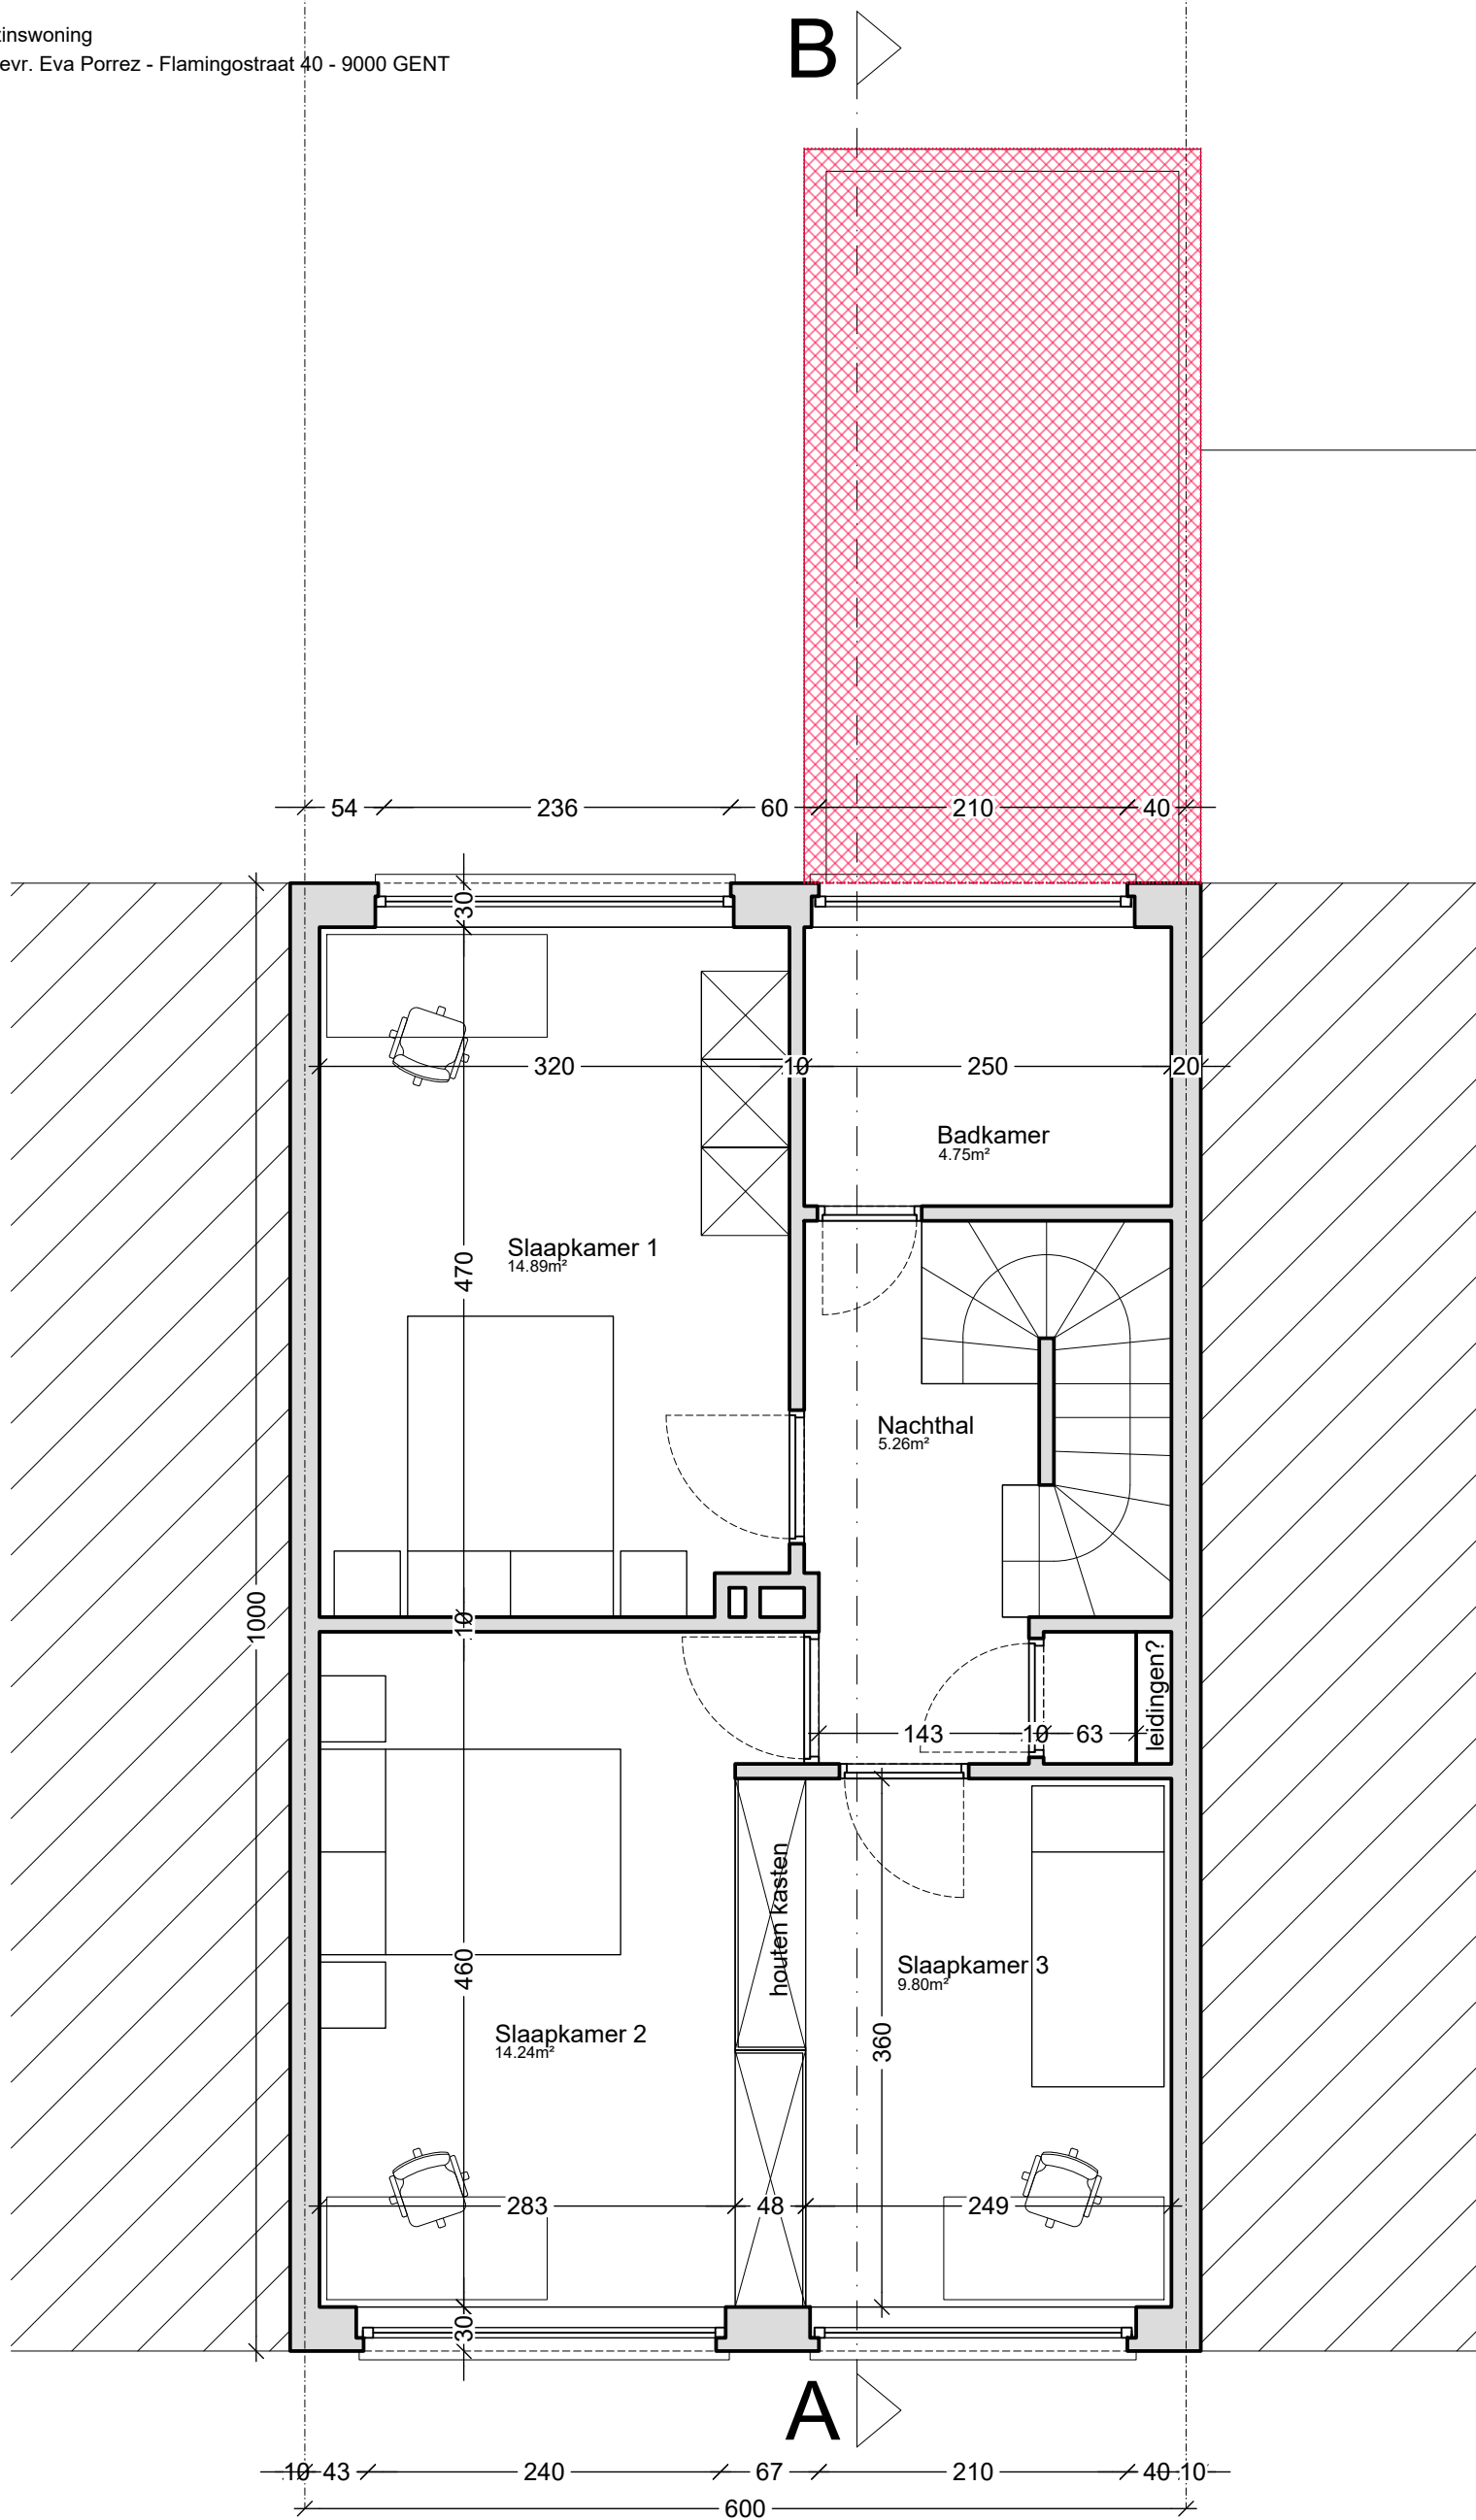 inswoning
evr. Eva Porrez - Flamingostraat 40 - 9000 GENT
B
54 236 60 210 40
30
320 10 250 20
Badkamer
4.75m²
Slaapkamer 1
14.89m²
470
Nachthal
5.26m²
1000
10
leidingen?
143 10 63
houten kasten
460
Slaapkamer 3
9.80m²
360
Slaapkamer 2
14.24m²
283 48 249
30
A
10 43 240 67 210 40 10
600